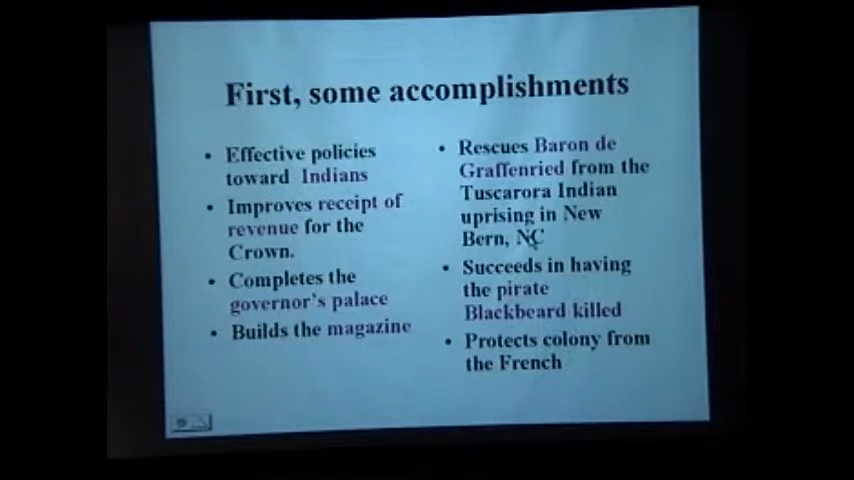 First, some accomplishments
• Effective policies
toward Indians
• Improves receipt of
revenue for the
Crown.
• Completes the
governor's palace
• Builds the magazine
• Rescues Baron de
Graffenried from the
Tuscarora Indian
uprising in New
Bern, NC
• Succeeds in having
the pirate
Blackbeard killed
• Protects colony from
the French